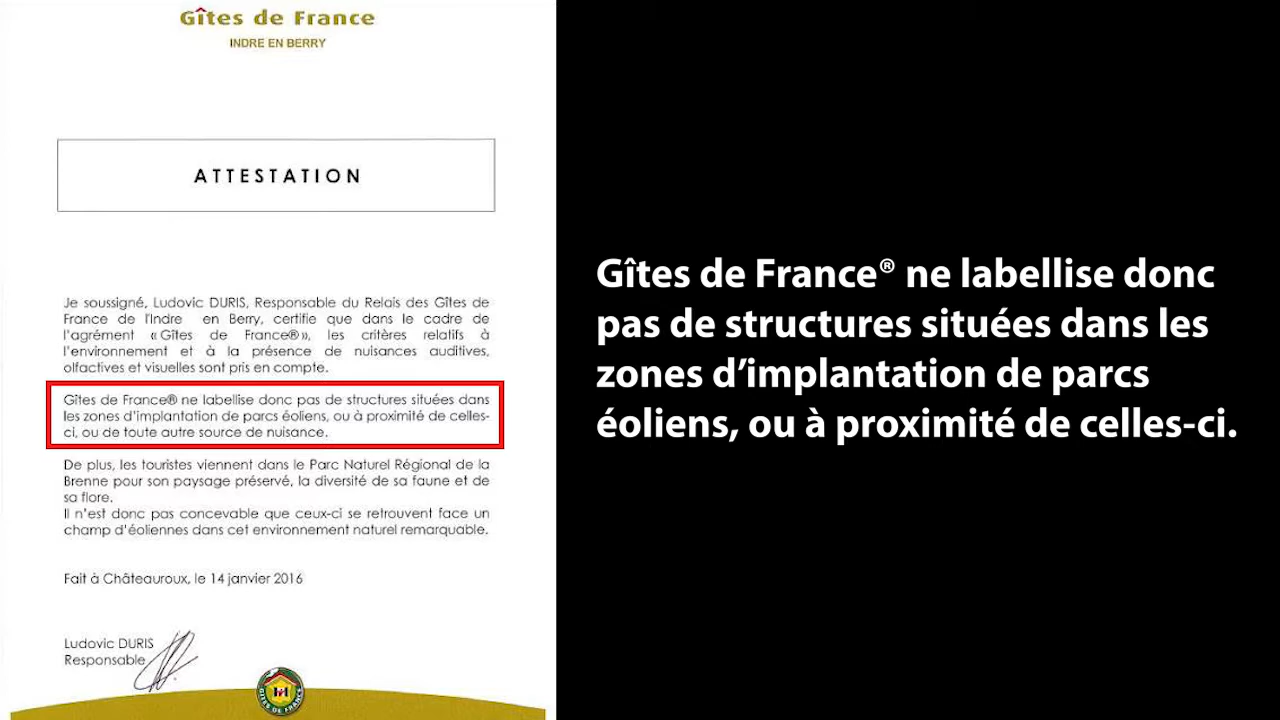 Gîtes de France
INDRE EN BERRY
ATTESTATION
Je soussigné, Ludovic DURIS, Responsable du Relais des Gîtes de
France de l'Indre en Berry, certifie que dans le cadre de
l'agrément «Gîtes de France®», les critères relatifs à
l'environnement et à la présence de nuisances auditives,
olfactives et visuelles sont pris en compte.
Gîtes de France® ne labellise donc pas de structures situées dans
les zones d'implantation de parcs éoliens, ou à proximité de celles-
ci, ou de toute autre source de nuisance.
De plus, les touristes viennent dans le Parc Naturel Régional de la
Brenne pour son paysage préservé, la diversité de sa faune et de
sa flore.
Il n'est donc pas concevable que ceux-ci se retrouvent face un
champ d'éoliennes dans cet environnement naturel remarquable.
Fait à Châteauroux, le 14 janvier 2016
Ludovic DURIS
Responsable
GITES DE FRANCE
Gîtes de France® ne labellise donc
pas de structures situées dans les
zones d'implantation de parcs
éoliens, ou à proximité de celles-ci.